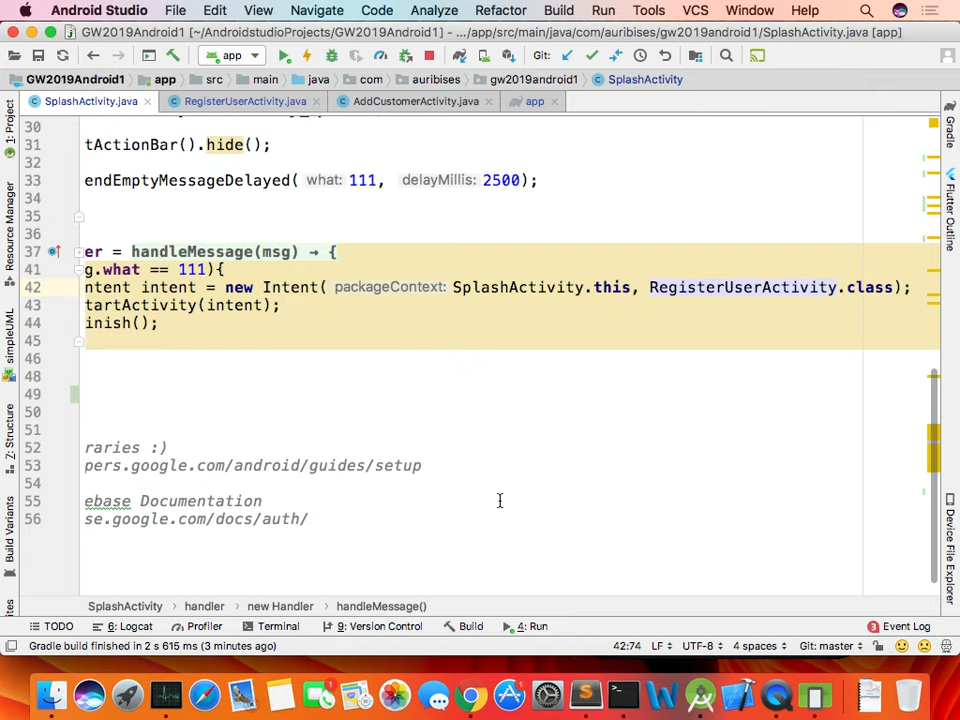 Android Studio File Edit View Navigate Code Analyze Refactor Build Run Tools VCS Window Help
GW2019Android1 [~/AndroidstudioProjects/GW2019Android1] - .../app/src/main/java/com/auribises/gw2019android1/SplashActivity.java [app]
app Git:
GW2019Android1 app src main java com auribises gw2019android1 SplashActivity
SplashActivity.java RegisterUserActivity.java AddCustomerActivity.java app
1: Project
Resource Manager
simpleUML
7: Structure
Build Variants
Gradle
Flutter Outline
Device File Explorer
30
31 tActionBar().hide();
32
33 endEmptyMessageDelayed( what: 111, delayMillis: 2500);
34
35
36
37 er = handleMessage(msg) → {
41 g.what == 111){
42 ntent intent = new Intent( packageContext: SplashActivity.this, RegisterUserActivity.class);
43 tartActivity(intent);
44 inish();
45
46
48
49
50
51
52 raries :)
53 pers.google.com/android/guides/setup
54
55 ebase Documentation
56 se.google.com/docs/auth/
SplashActivity handler new Handler handleMessage()
TODO 6: Logcat Profiler Terminal 9: Version Control Build 4: Run 3 Event Log
Gradle build finished in 2 s 615 ms (3 minutes ago) 42:74 LF UTF-8 4 spaces Git: master